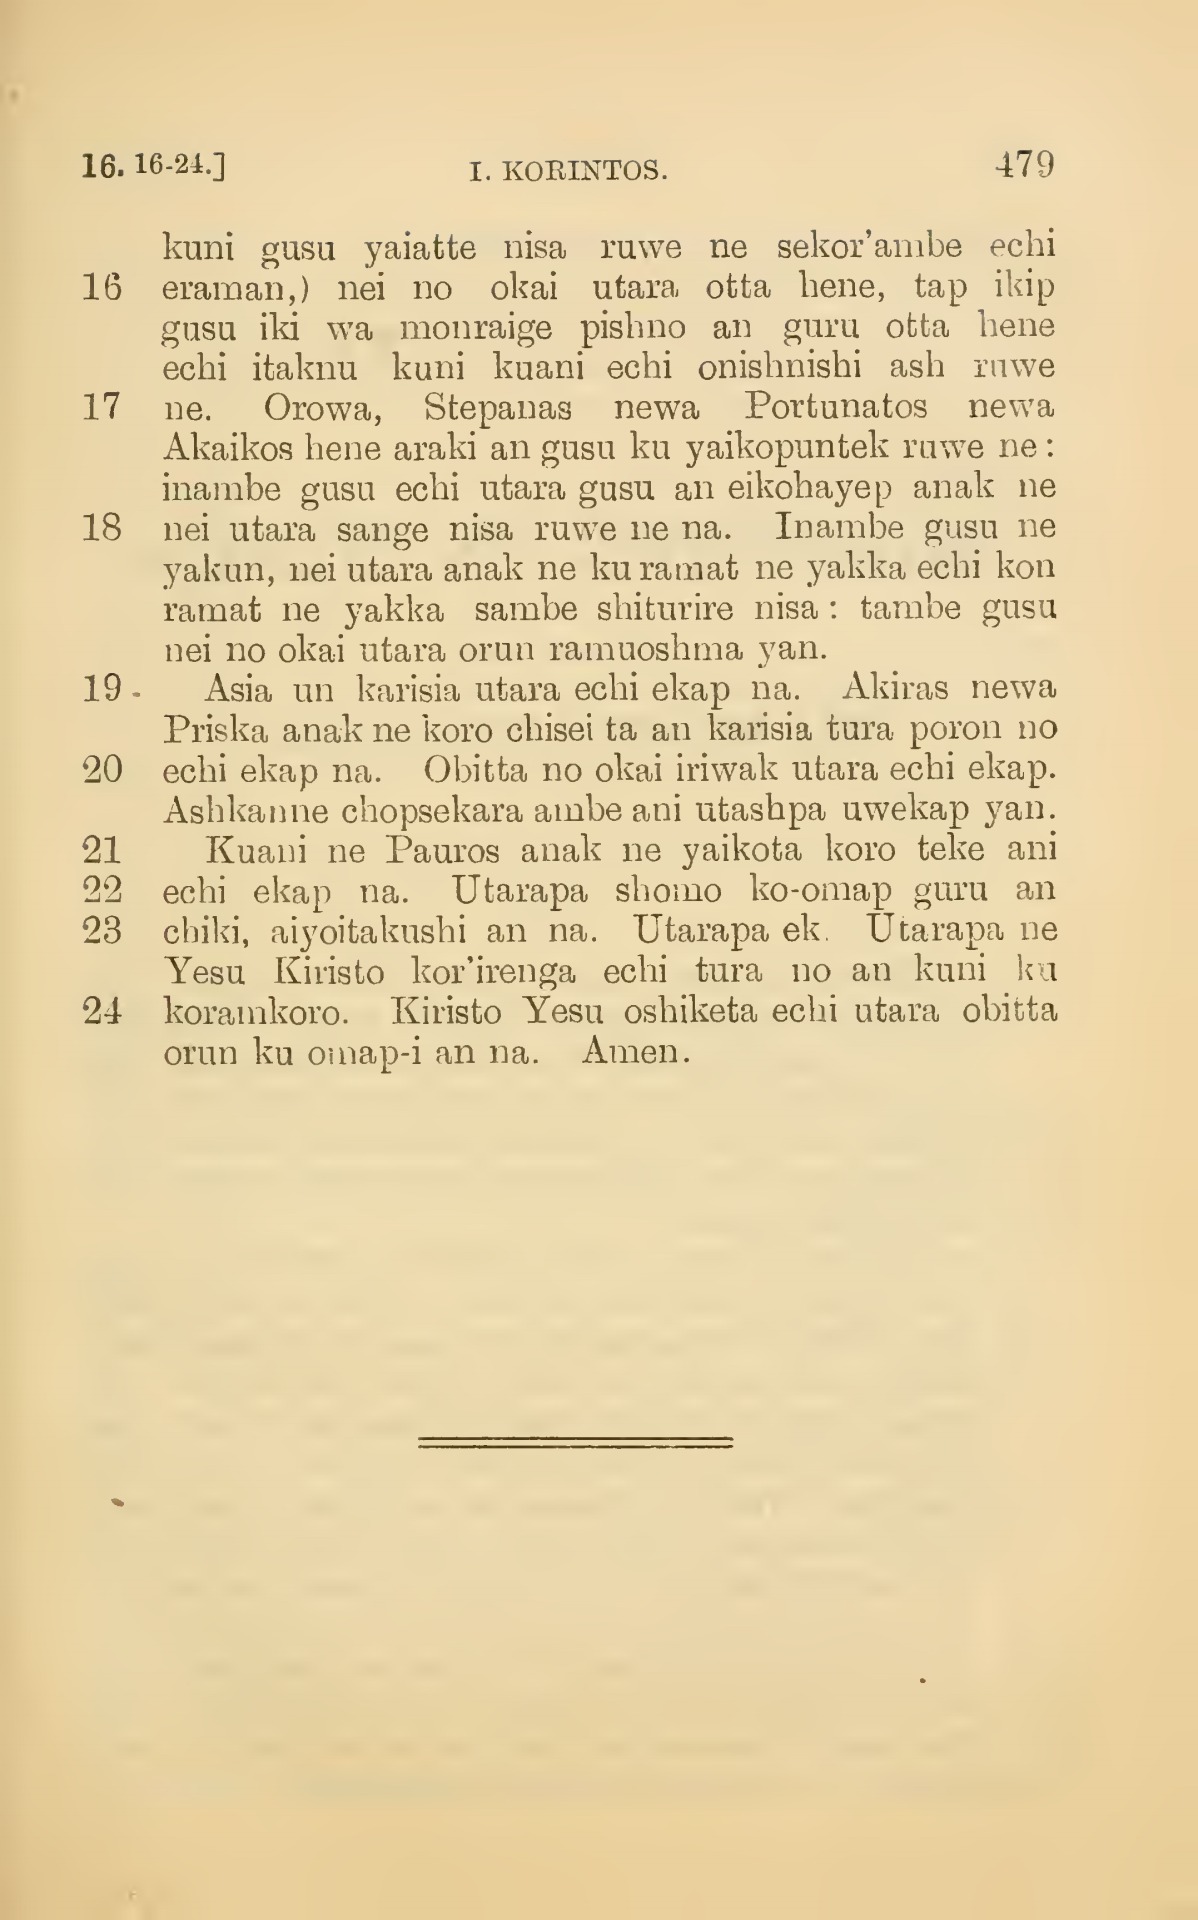 16. 16-24.] I. KORINTOS. 479
kuni gusu yaiatte nisa ruwe ne sekor'ambe echi
16 eraman,) nei no okai utara otta hene, tap ikip
gusu iki wa monraige pishno an guru otta hene
echi itaknu kuni kuani echi onishnishi ash ruwe
17 ne. Orowa, Stepanas newa Portunatos newa
Akaikos hene araki an gusu ku yaikopuntek ruwe ne:
inambe gusu echi utara gusu an eikohayep anak ne
18 nei utara sange nisa ruwe ne na. Inambe gusu ne
yakun, nei utara anak ne ku ramat ne yakka echi kon
ramat ne yakka sambe shiturire nisa: tambe gusu
nei no okai utara orun ramuoshma yan.
19 Asia un karisia utara echi ekap na. Akiras newa
Priska anak ne koro chisei ta an karisia tura poron no
20 echi ekap na. Obitta no okai iriwak utara echi ekap.
Ashkanne chopsekara ambe ani utashpa uwekap yan.
21 Kuani ne Pauros anak ne yaikota koro teke ani
22 echi ekap na. Utarapa shomo ko-omap guru an
23 chiki, aiyoitakushi an na. Utarapa ek. Utarapa ne
Yesu Kiristo kor'irenga echi tura no an kuni ku
24 koramkoro. Kiristo Yesu oshiketa echi utara obitta
orun ku omap-i an na. Amen.